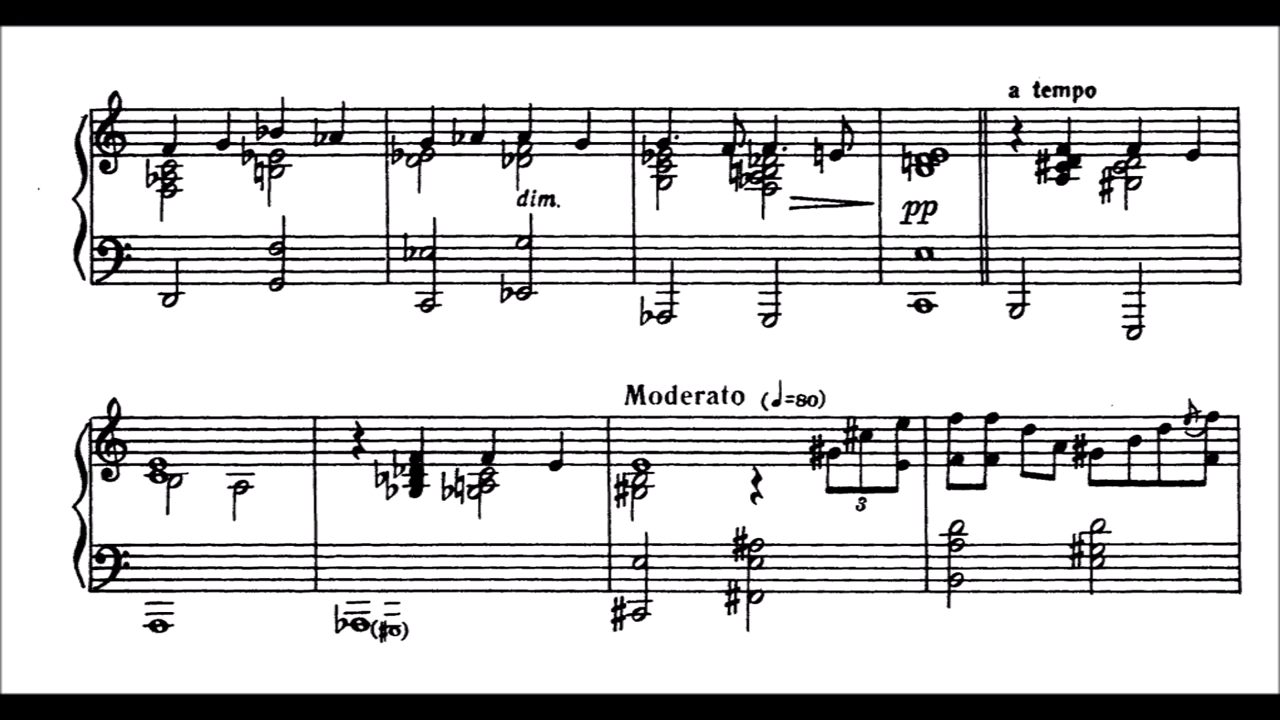 a tempo
dim.
pp
Moderato (𝅗𝅥=80)
3